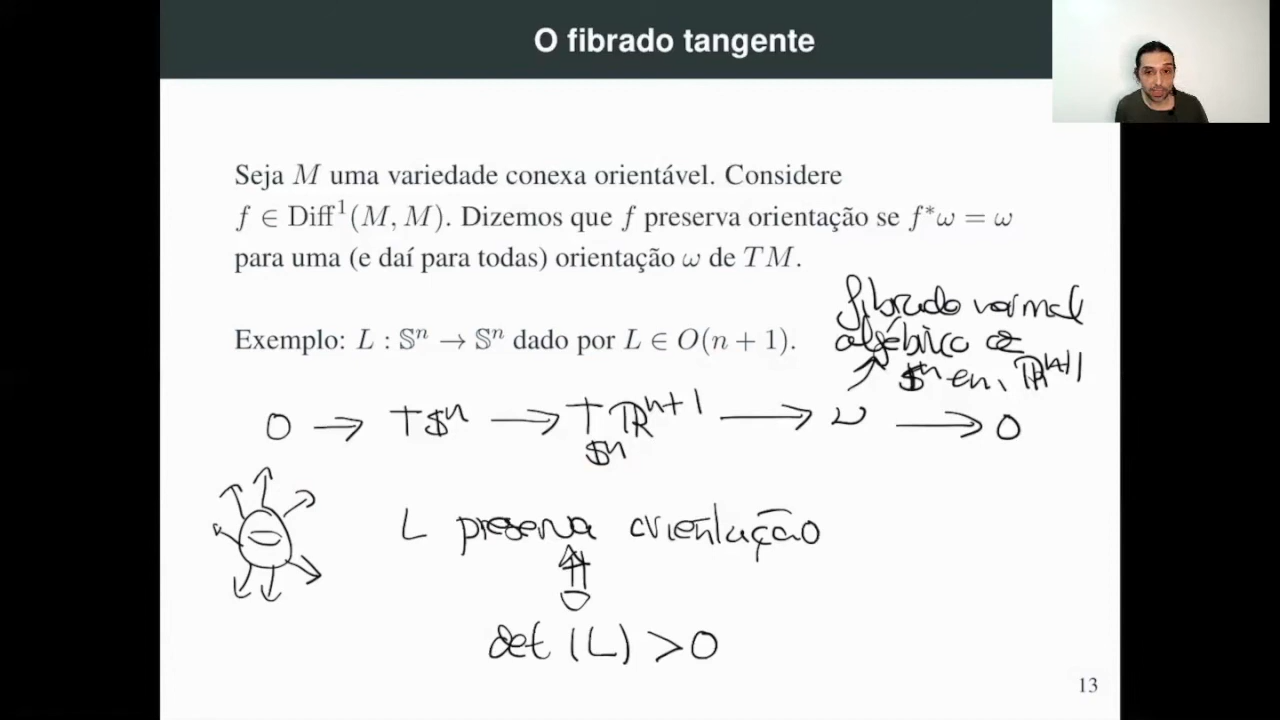 O fibrado tangente
Seja M uma variedade conexa orientável. Considere
f ∈ Diff¹(M, M). Dizemos que f preserva orientação se f*ω = ω
para uma (e daí para todas) orientação ω de TM.
fibrado normal
Exemplo: L : 𝕊ⁿ → 𝕊ⁿ dado por L ∈ O(n + 1).
algébrico de
𝕊ⁿ em ℝⁿ⁺¹
0 → T𝕊ⁿ → T ℝⁿ⁺¹ → ν → 0
𝕊ⁿ
L preserva orientação
⇕
det (L) > 0
13